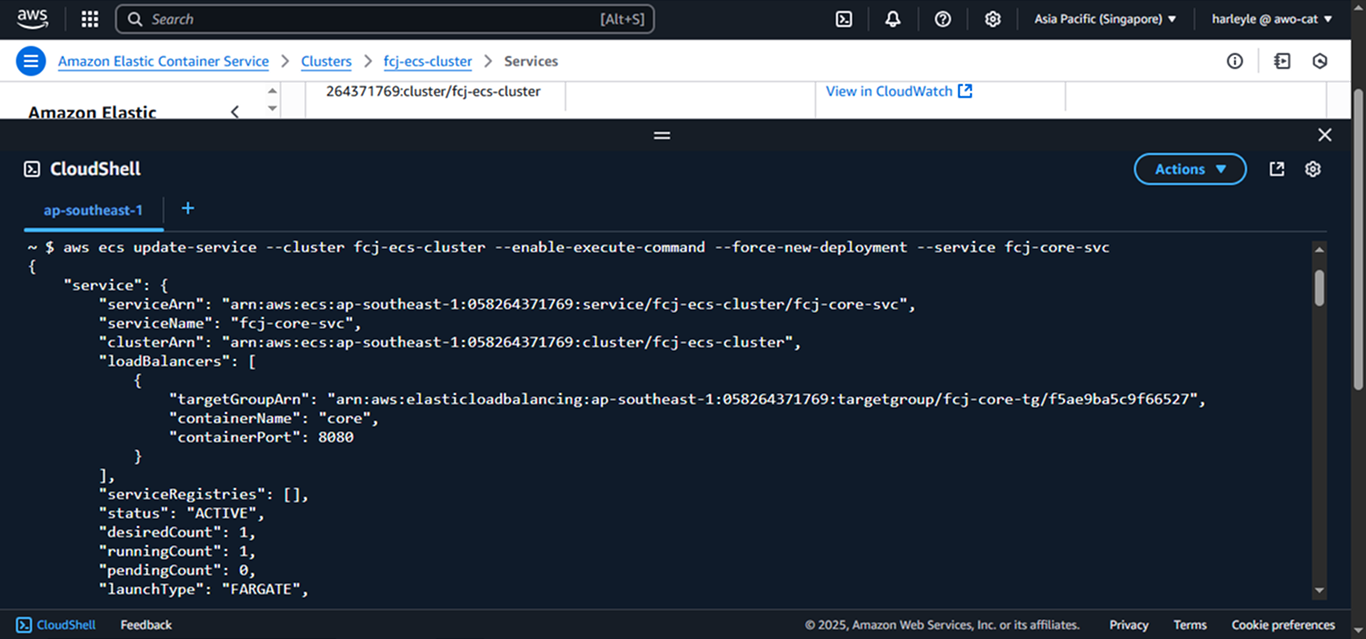 aws
Search [Alt+S]
Asia Pacific (Singapore) ▼
harleyle @ awo-cat ▼
Amazon Elastic Container Service > Clusters > fcj-ecs-cluster > Services
Amazon Elastic
264371769:cluster/fcj-ecs-cluster
View in CloudWatch
CloudShell
Actions ▼
ap-southeast-1 +
~ $ aws ecs update-service --cluster fcj-ecs-cluster --enable-execute-command --force-new-deployment --service fcj-core-svc
{
    "service": {
        "serviceArn": "arn:aws:ecs:ap-southeast-1:058264371769:service/fcj-ecs-cluster/fcj-core-svc",
        "serviceName": "fcj-core-svc",
        "clusterArn": "arn:aws:ecs:ap-southeast-1:058264371769:cluster/fcj-ecs-cluster",
        "loadBalancers": [
            {
                "targetGroupArn": "arn:aws:elasticloadbalancing:ap-southeast-1:058264371769:targetgroup/fcj-core-tg/f5ae9ba5c9f66527",
                "containerName": "core",
                "containerPort": 8080
            }
        ],
        "serviceRegistries": [],
        "status": "ACTIVE",
        "desiredCount": 1,
        "runningCount": 1,
        "pendingCount": 0,
        "launchType": "FARGATE",
CloudShell Feedback © 2025, Amazon Web Services, Inc. or its affiliates. Privacy Terms Cookie preferences